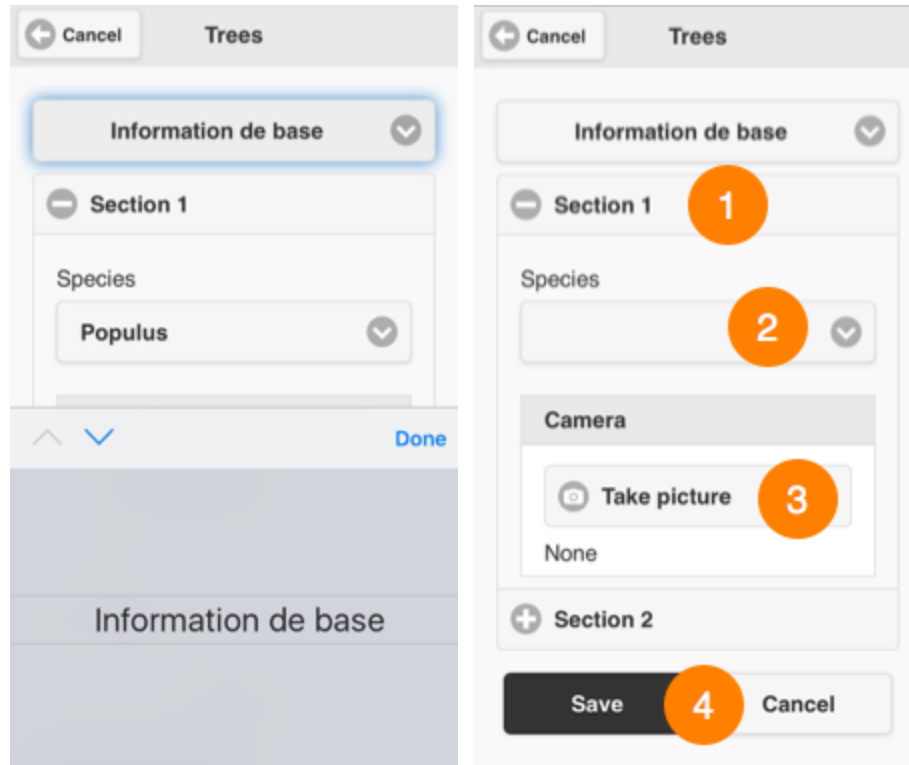 Cancel Trees
Information de base
Section 1
Species
Populus
Done
Information de base
Cancel Trees
Information de base
Section 1 1
Species
2
Camera
Take picture 3
None
Section 2
Save 4 Cancel